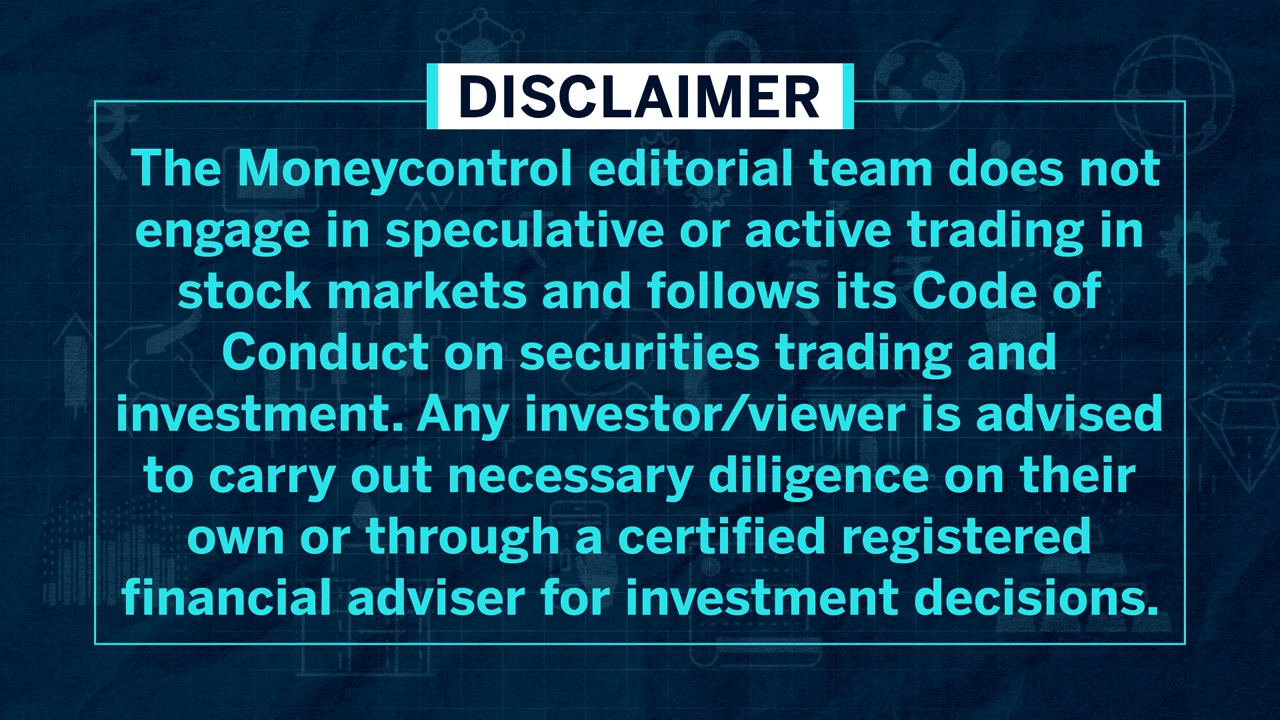 DISCLAIMER
The Moneycontrol editorial team does not
engage in speculative or active trading in
stock markets and follows its Code of
Conduct on securities trading and
investment. Any investor/viewer is advised
to carry out necessary diligence on their
own or through a certified registered
financial adviser for investment decisions.